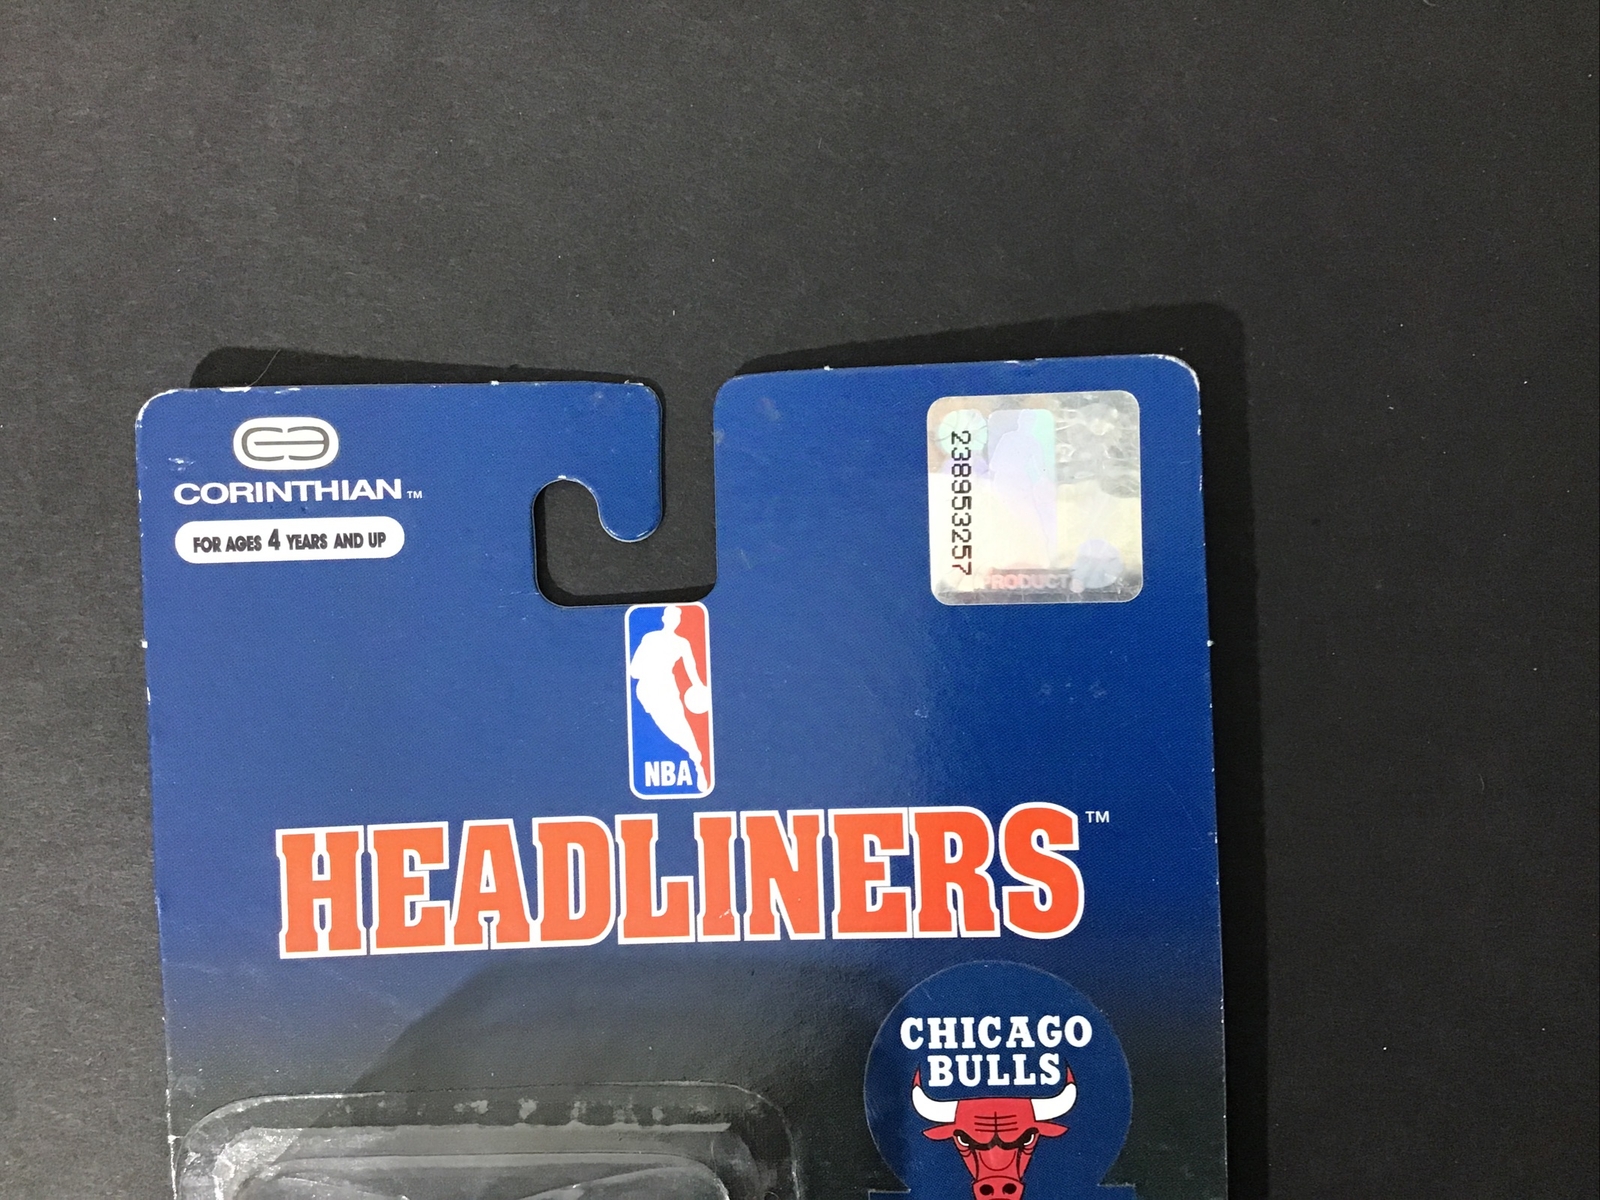 CORINTHIAN™
FOR AGES 4 YEARS AND UP
238953257
PRODUCT
NBA
HEADLINERS™
CHICAGO
BULLS